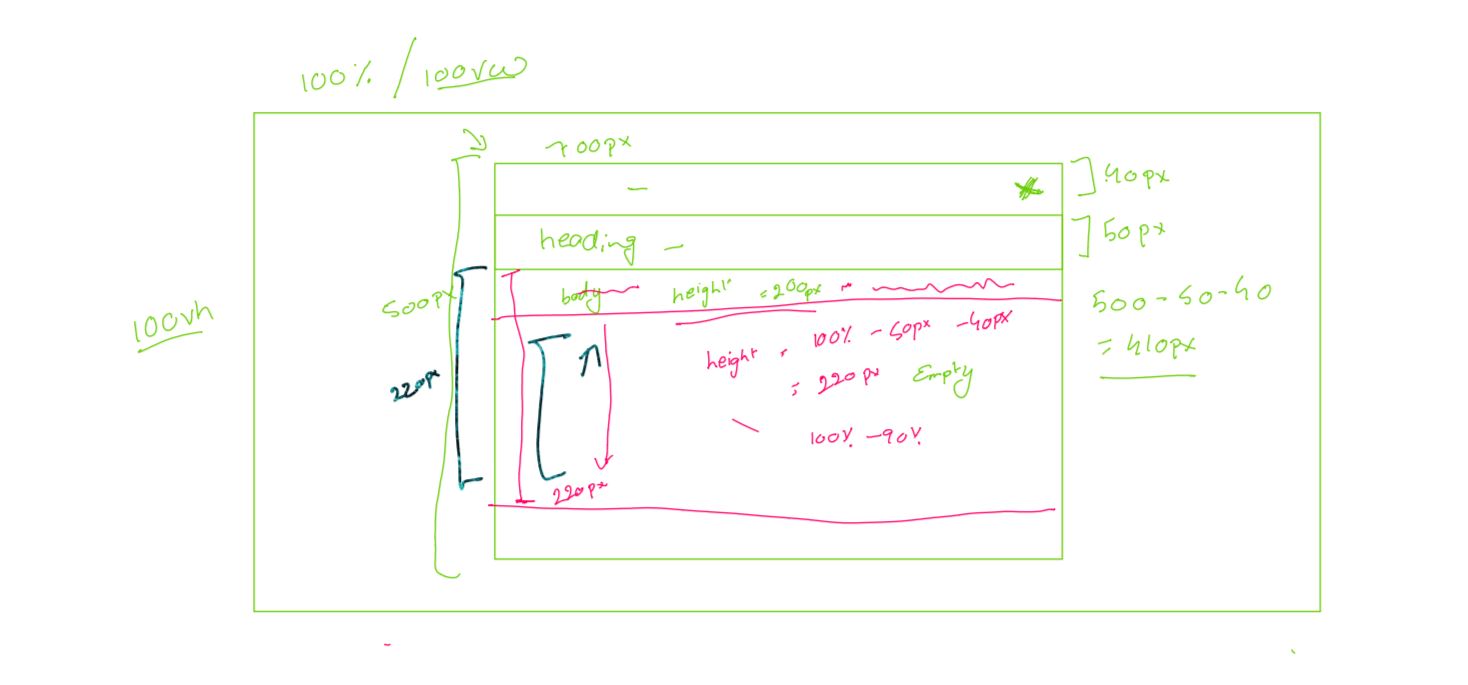 100% / 100vw
700px
40px
heading -
50px
body height = 200px
500px
500-50-40
= 410px
100vh
height = 100% - 50px - 40px
= 220px Empty
220px
100% - 90%
220px